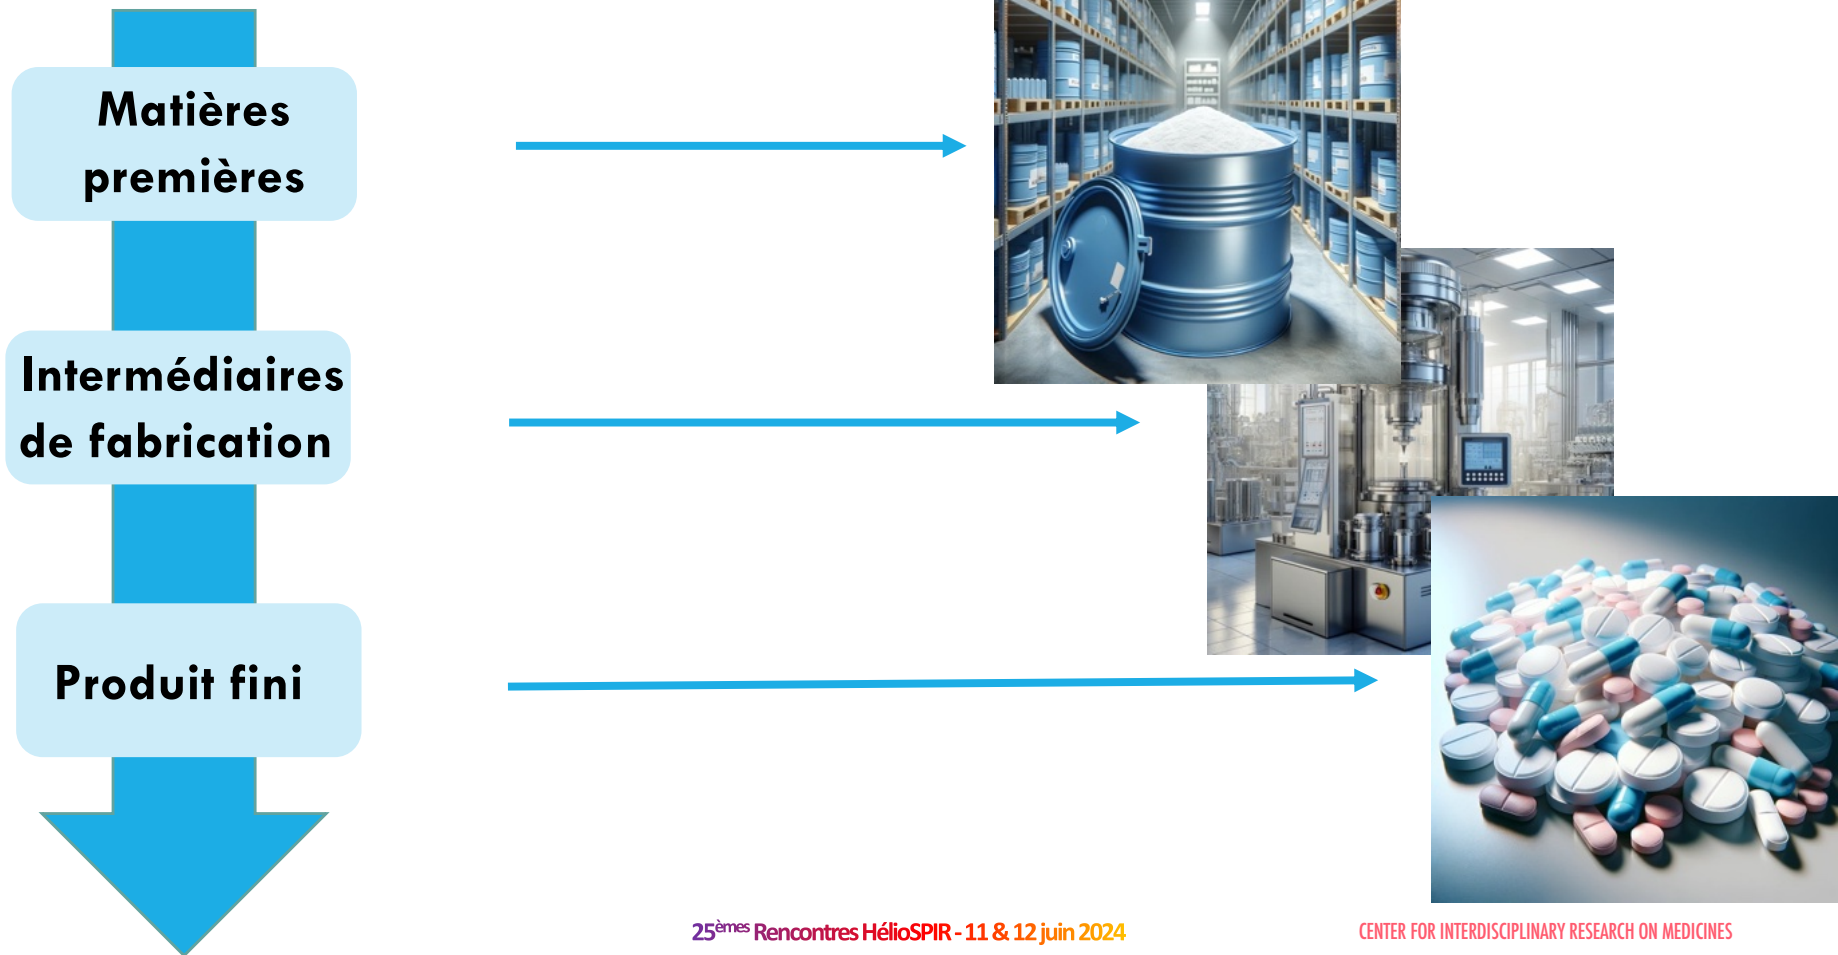 Matières
premières
Intermédiaires
de fabrication
Produit fini
25èmes Rencontres HélioSPIR - 11 & 12 juin 2024
CENTER FOR INTERDISCIPLINARY RESEARCH ON MEDICINES